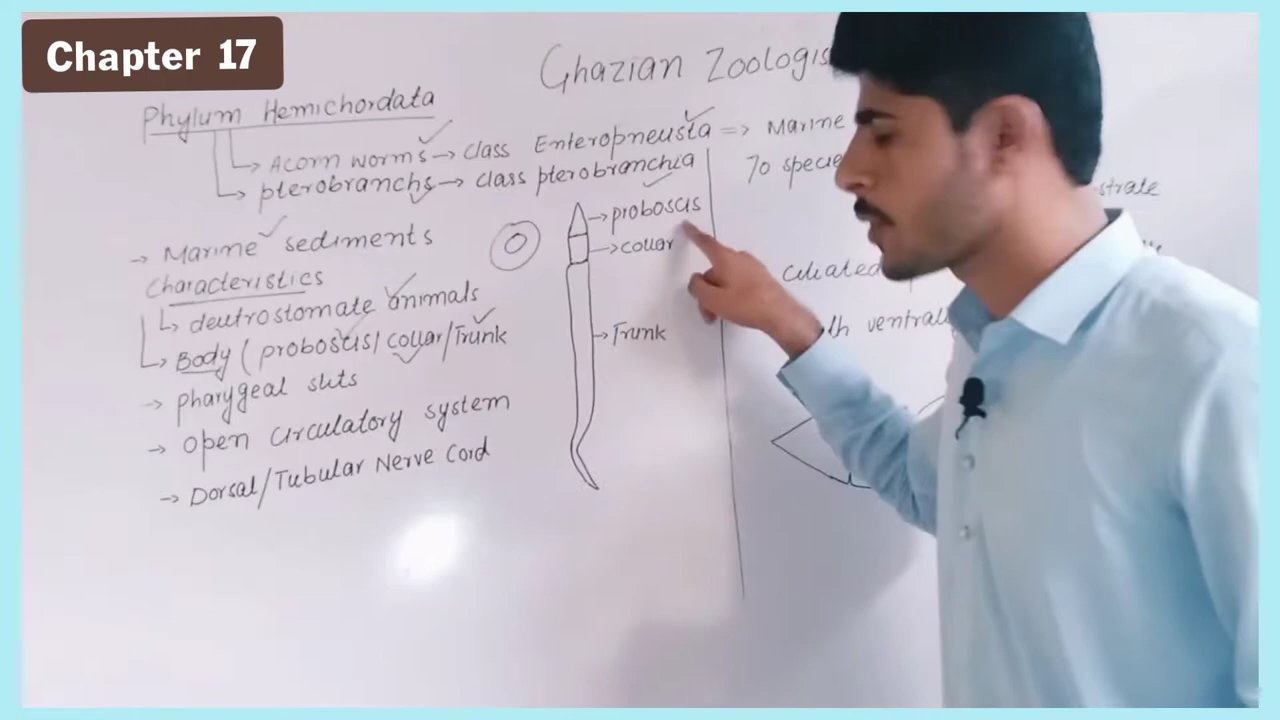 Chapter 17
Ghazian Zoologis
Phylum Hemichordata
→ Acorn worms → class Enteropneusta => Marine
→ pterobranchs → class pterobranchia
70 specie
strate
→ Marine sediments
characteristics
→ deutrostomate animals
→ Body (proboscis/collar/Trunk
→ pharygeal slits
→ Open circulatory system
→ Dorsal/Tubular Nerve Cord
→ proboscis
→ collar
→ Trunk
ciliated
th ventrall